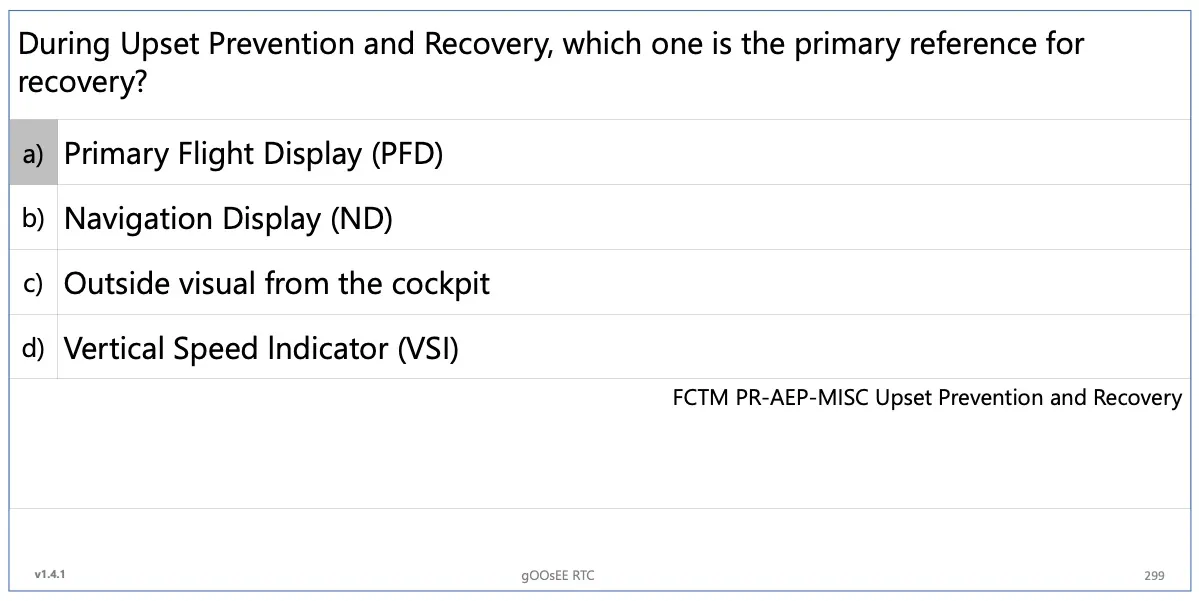 During Upset Prevention and Recovery, which one is the primary reference for
recovery?
a) Primary Flight Display (PFD)
b) Navigation Display (ND)
c) Outside visual from the cockpit
d) Vertical Speed Indicator (VSI)
FCTM PR-AEP-MISC Upset Prevention and Recovery
v1.4.1 gOOsEE RTC 299